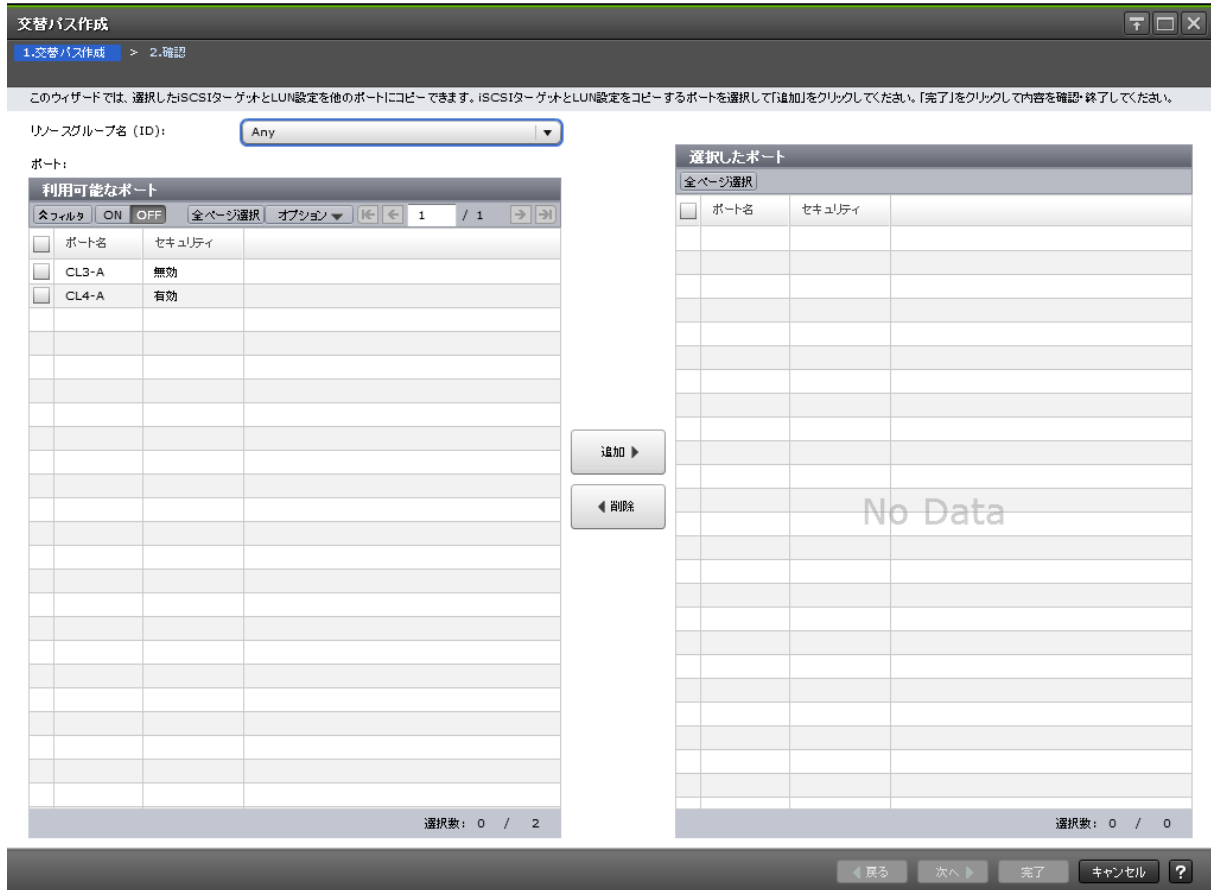 交替パス作成
1.交替パス作成 > 2.確認
このウィザードでは、選択したiSCSIターゲットとLUN設定を他のポートにコピーできます。iSCSIターゲットとLUN設定をコピーするポートを選択して「追加」をクリックしてください。「完了」をクリックして内容を確認・終了してください。
リソースグループ名 (ID): Any
ポート:
利用可能なポート
フィルタ ON OFF 全ページ選択 オプション 1 / 1
ポート名 セキュリティ
CL3-A 無効
CL4-A 有効
選択数: 0 / 2
追加
削除
選択したポート
全ページ選択
ポート名 セキュリティ
No Data
選択数: 0 / 0
戻る 次へ 完了 キャンセル ?